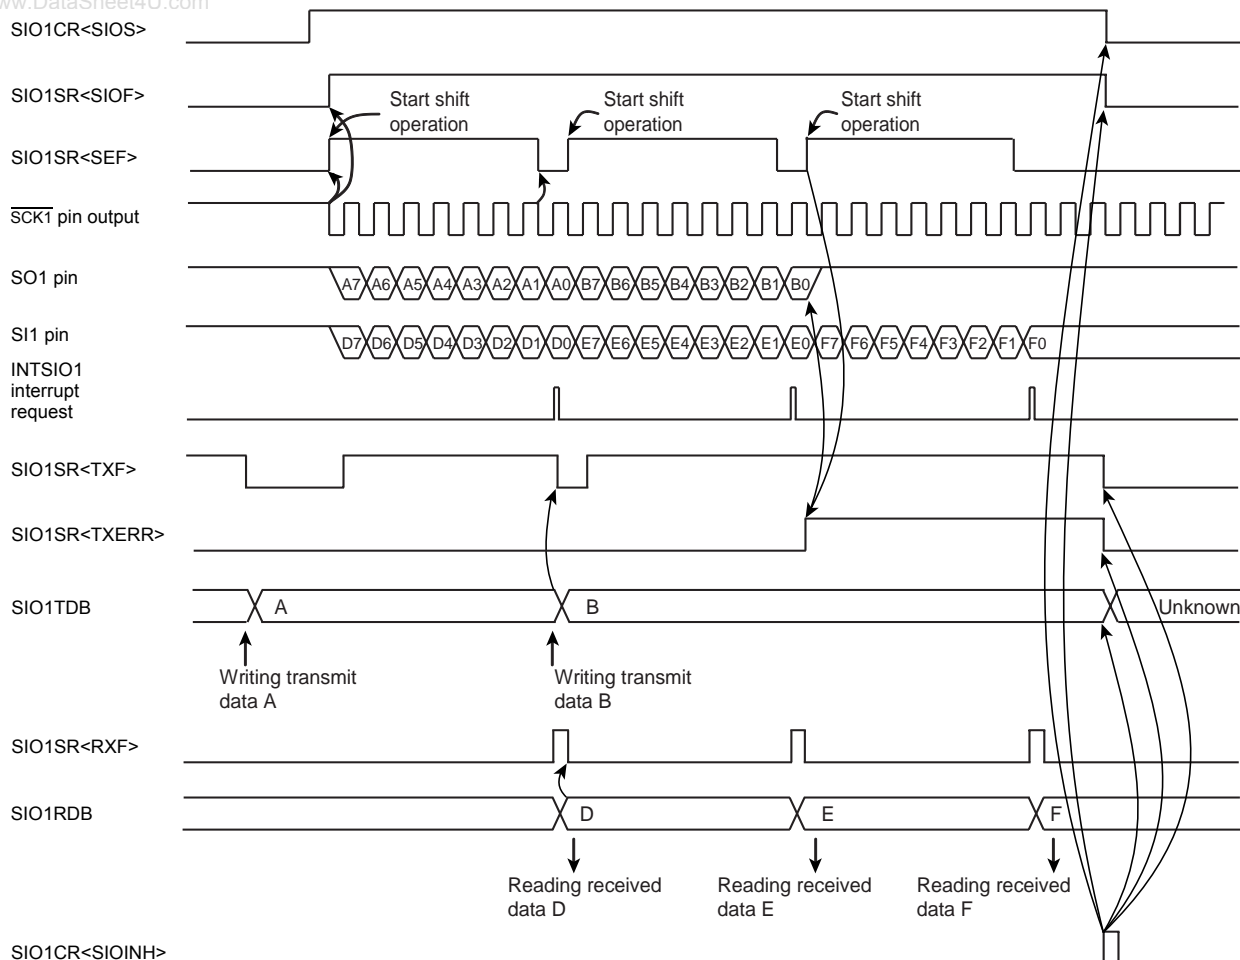 www.DataSheet4U.com
SIO1CR<SIOS>
SIO1SR<SIOF>
Start shift operation
Start shift operation
Start shift operation
SIO1SR<SEF>
SCK1 pin output
SO1 pin
A7 A6 A5 A4 A3 A2 A1 A0 B7 B6 B5 B4 B3 B2 B1 B0
SI1 pin
D7 D6 D5 D4 D3 D2 D1 D0 E7 E6 E5 E4 E3 E2 E1 E0 F7 F6 F5 F4 F3 F2 F1 F0
INTSIO1
interrupt
request
SIO1SR<TXF>
SIO1SR<TXERR>
SIO1TDB
A
B
Unknown
Writing transmit
data A
Writing transmit
data B
SIO1SR<RXF>
SIO1RDB
D
E
F
Reading received
data D
Reading received
data E
Reading received
data F
SIO1CR<SIOINH>